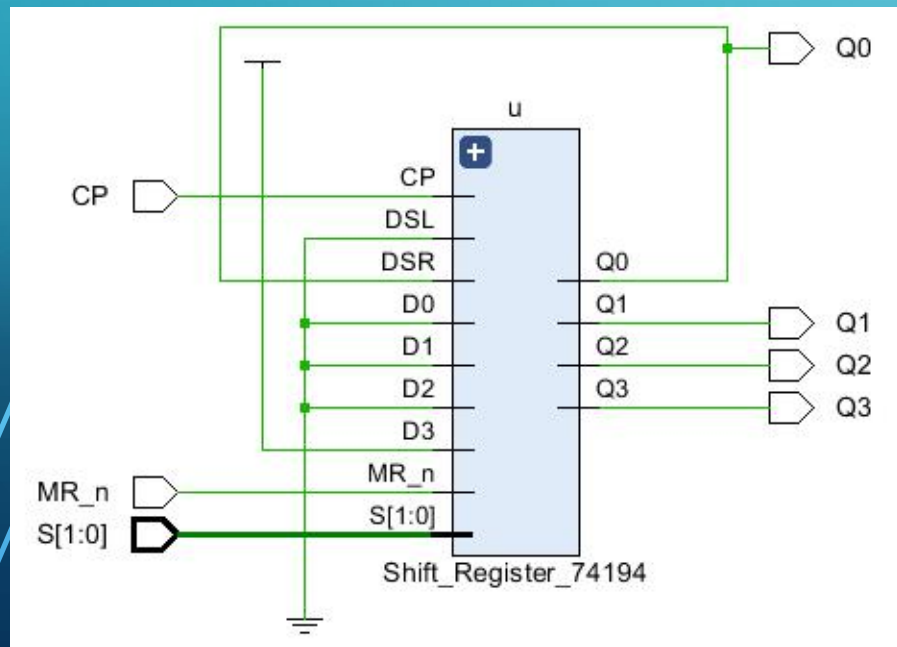 Q0
u
+
CP
CP
DSL
DSR
Q0
D0
Q1
Q1
D1
Q2
Q2
D2
Q3
Q3
D3
MR_n
MR_n
S[1:0]
S[1:0]
Shift_Register_74194